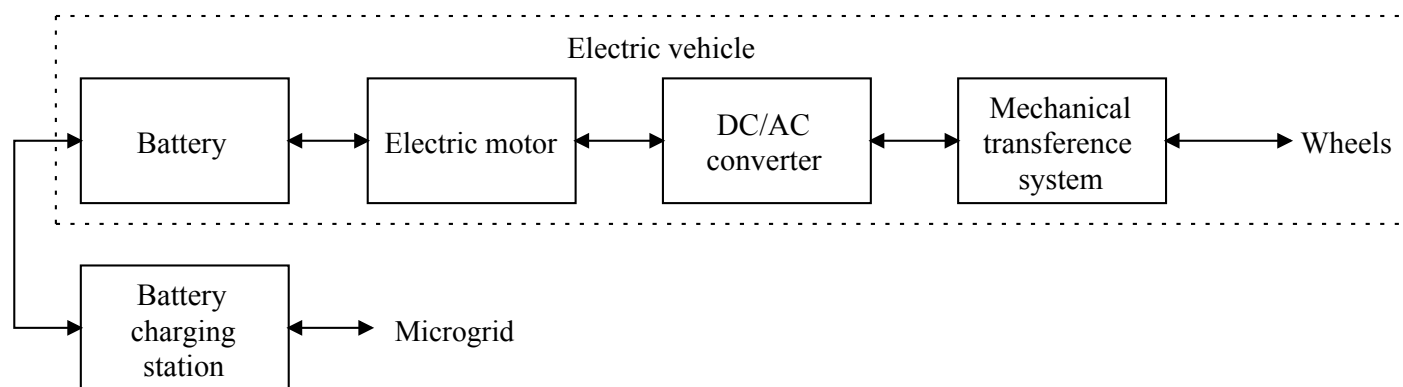 Electric vehicle
Battery
Electric motor
DC/AC
converter
Mechanical
transference
system
Wheels
Battery
charging
station
Microgrid